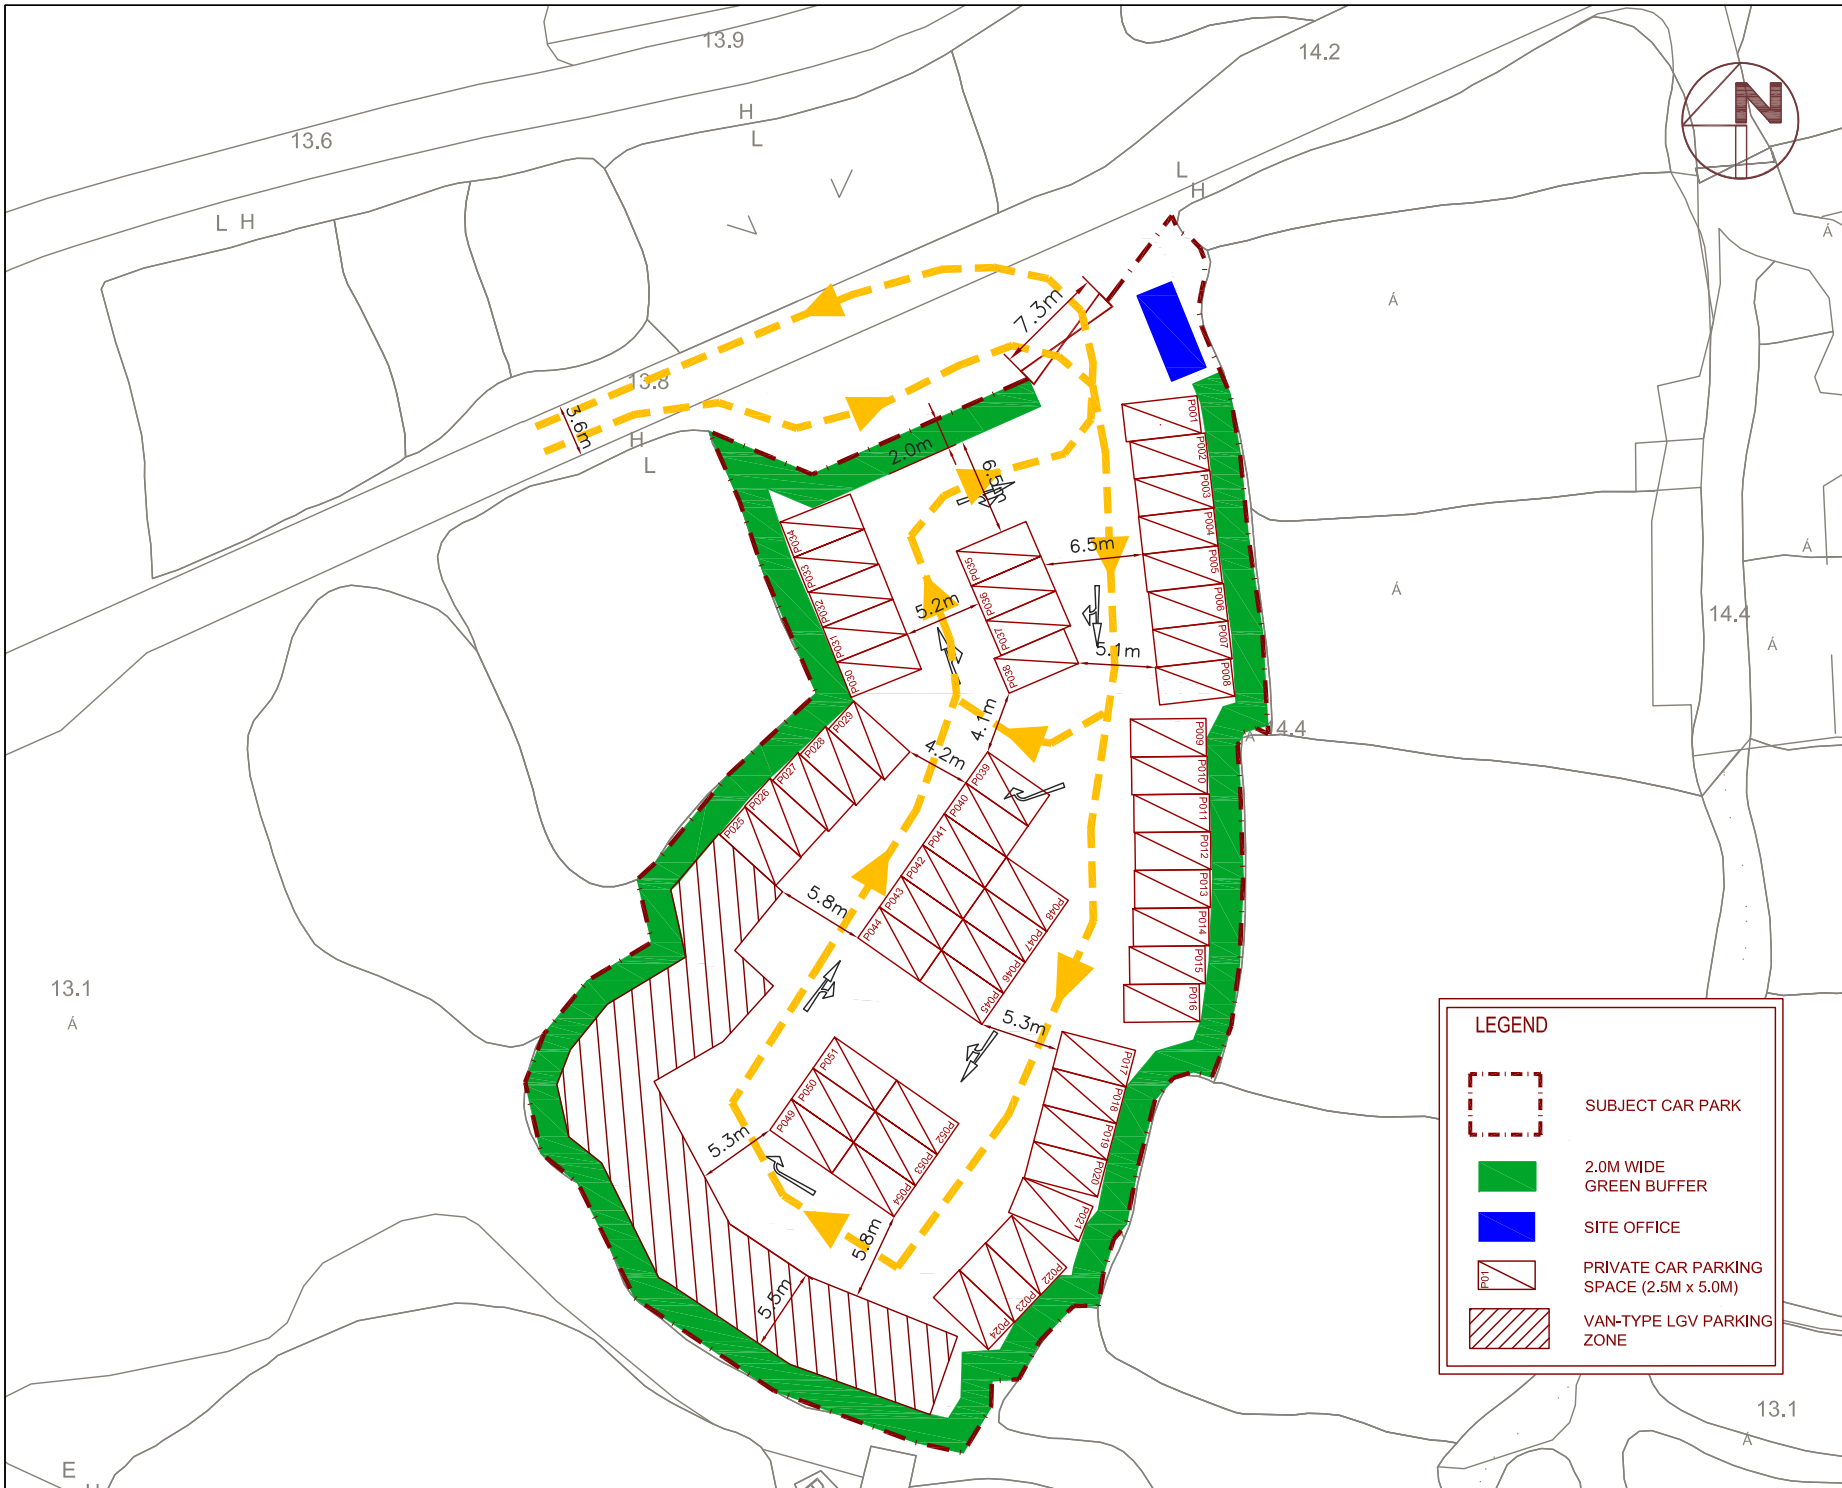 13.9
14.2
N
H
L
13.6
L
H
L H
Á
Á
7.3m
13.8
3.6m
H
L
2.0m
6.5m
6.5m
5.2m
5.1m
4.1m
4.2m
5.8m
5.3m
5.3m
5.8m
5.5m
P001
P002
P003
P004
P005
P006
P007
P008
P009
P010
P011
P012
P013
P014
P015
P016
P017
P018
P019
P020
P021
P022
P023
P024
P025
P026
P027
P028
P029
P030
P031
P032
P033
P034
P035
P036
P037
P038
P039
P040
P041
P042
P043
P044
P045
P046
P047
P048
P049
P050
P051
P052
P053
P054
Á
Á
14.4
Á
Á
14.4
13.1
Á
LEGEND
SUBJECT CAR PARK
2.0M WIDE
GREEN BUFFER
SITE OFFICE
P01
PRIVATE CAR PARKING
SPACE (2.5M x 5.0M)
VAN-TYPE LGV PARKING
ZONE
13.1
Á
E